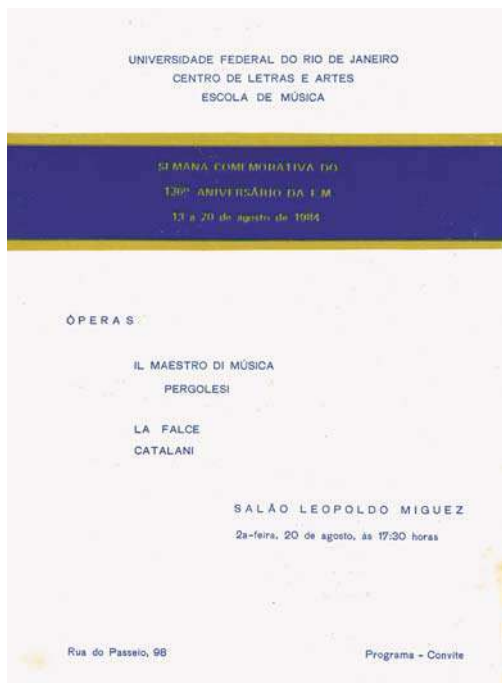 UNIVERSIDADE FEDERAL DO RIO DE JANEIRO
CENTRO DE LETRAS E ARTES
ESCOLA DE MÚSICA
SEMANA COMEMORATIVA DO
136º ANIVERSÁRIO DA E.M.
13 a 20 de agosto de 1984
ÓPERAS
IL MAESTRO DI MÚSICA
PERGOLESI
LA FALCE
CATALANI
SALÃO LEOPOLDO MIGUEZ
2a-feira, 20 de agosto, às 17:30 horas
Rua do Passeio, 98
Programa - Convite